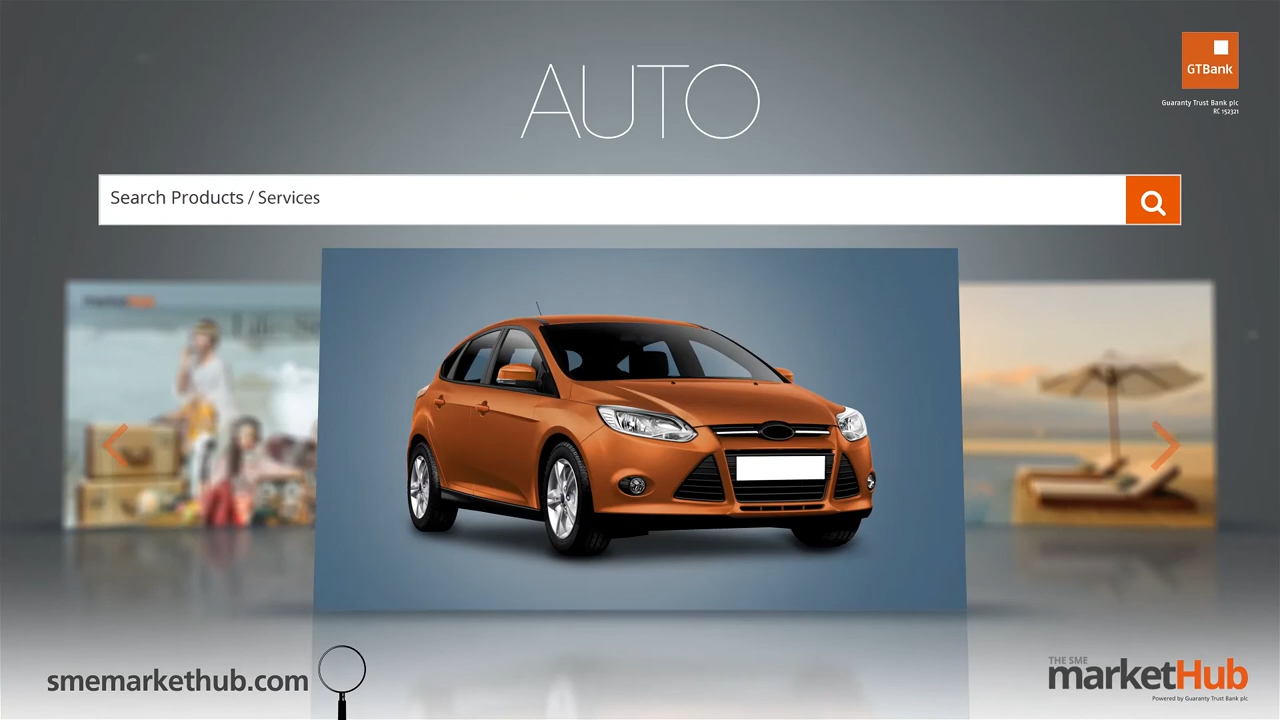 AUTO
GTBank
Guaranty Trust Bank plc
RC 152321
Search Products / Services
marketHub
smemarkethub.com
THE SME
marketHub
Powered by Guaranty Trust Bank plc